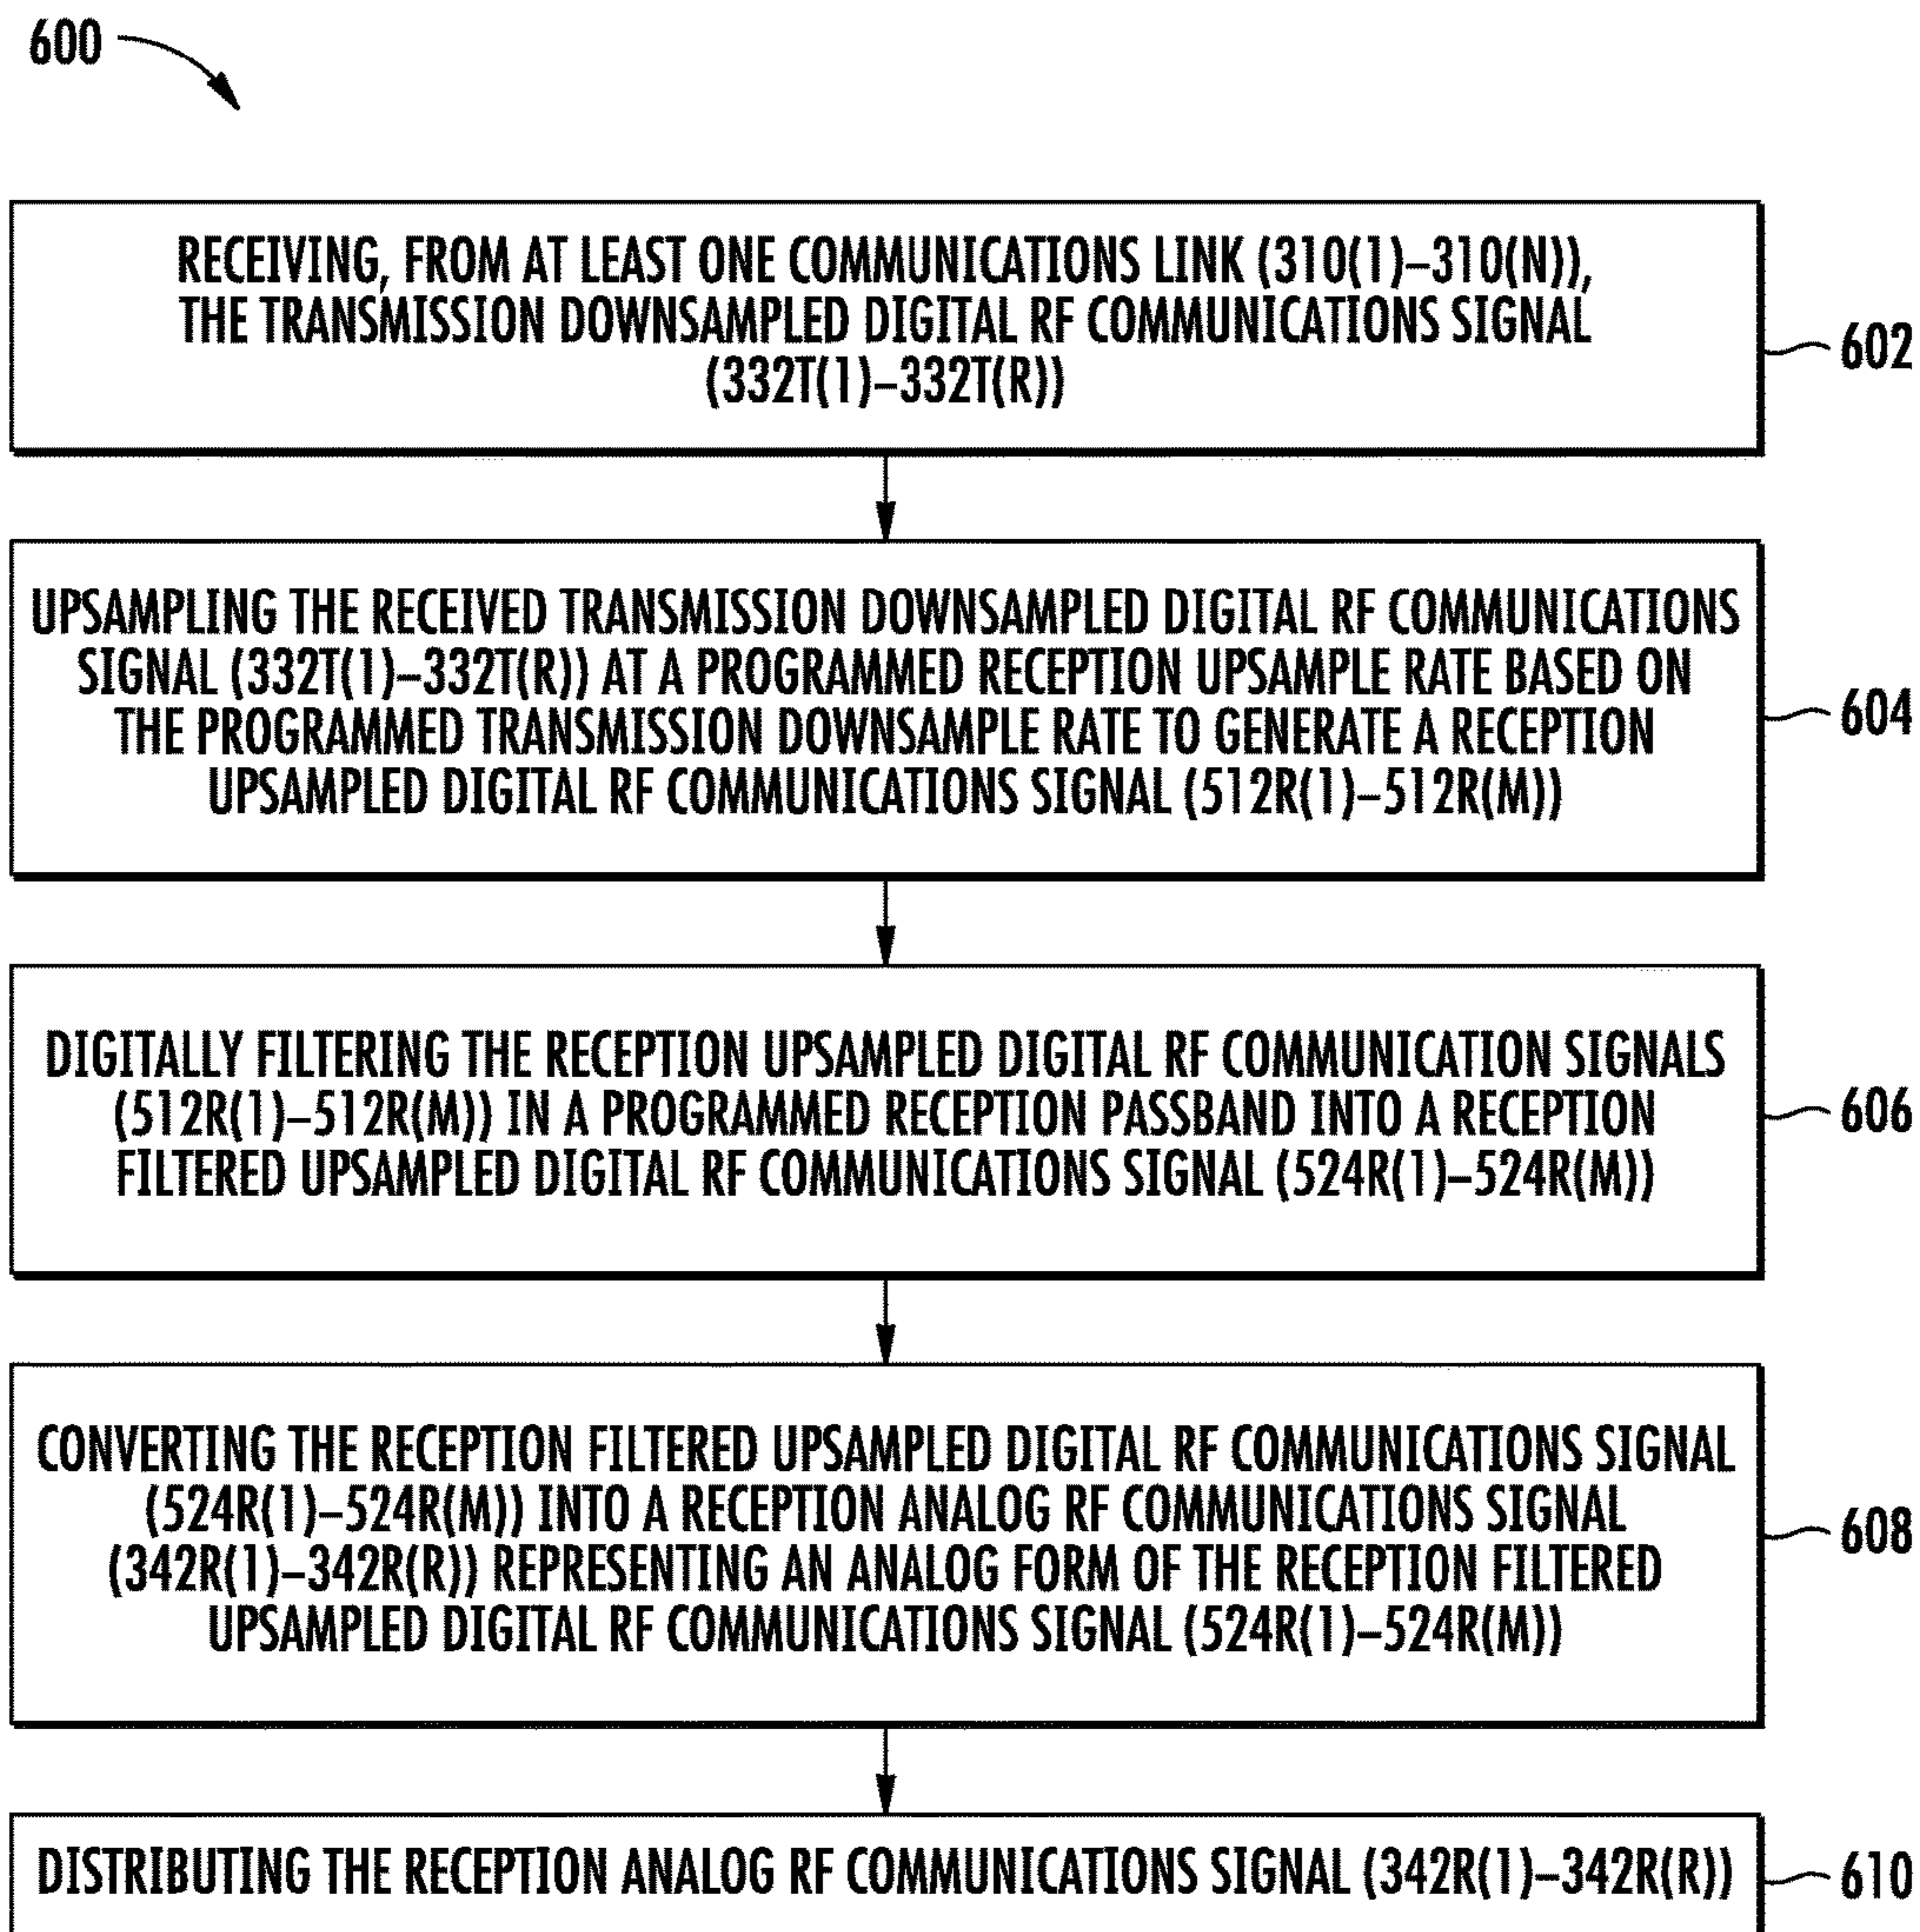 600
RECEIVING, FROM AT LEAST ONE COMMUNICATIONS LINK (310(1)–310(N)),
THE TRANSMISSION DOWNSAMPLED DIGITAL RF COMMUNICATIONS SIGNAL
(332T(1)–332T(R))
602
UPSAMPLING THE RECEIVED TRANSMISSION DOWNSAMPLED DIGITAL RF COMMUNICATIONS
SIGNAL (332T(1)–332T(R)) AT A PROGRAMMED RECEPTION UPSAMPLE RATE BASED ON
THE PROGRAMMED TRANSMISSION DOWNSAMPLE RATE TO GENERATE A RECEPTION
UPSAMPLED DIGITAL RF COMMUNICATIONS SIGNAL (512R(1)–512R(M))
604
DIGITALLY FILTERING THE RECEPTION UPSAMPLED DIGITAL RF COMMUNICATION SIGNALS
(512R(1)–512R(M)) IN A PROGRAMMED RECEPTION PASSBAND INTO A RECEPTION
FILTERED UPSAMPLED DIGITAL RF COMMUNICATIONS SIGNAL (524R(1)–524R(M))
606
CONVERTING THE RECEPTION FILTERED UPSAMPLED DIGITAL RF COMMUNICATIONS SIGNAL
(524R(1)–524R(M)) INTO A RECEPTION ANALOG RF COMMUNICATIONS SIGNAL
(342R(1)–342R(R)) REPRESENTING AN ANALOG FORM OF THE RECEPTION FILTERED
UPSAMPLED DIGITAL RF COMMUNICATIONS SIGNAL (524R(1)–524R(M))
608
DISTRIBUTING THE RECEPTION ANALOG RF COMMUNICATIONS SIGNAL (342R(1)–342R(R))
610